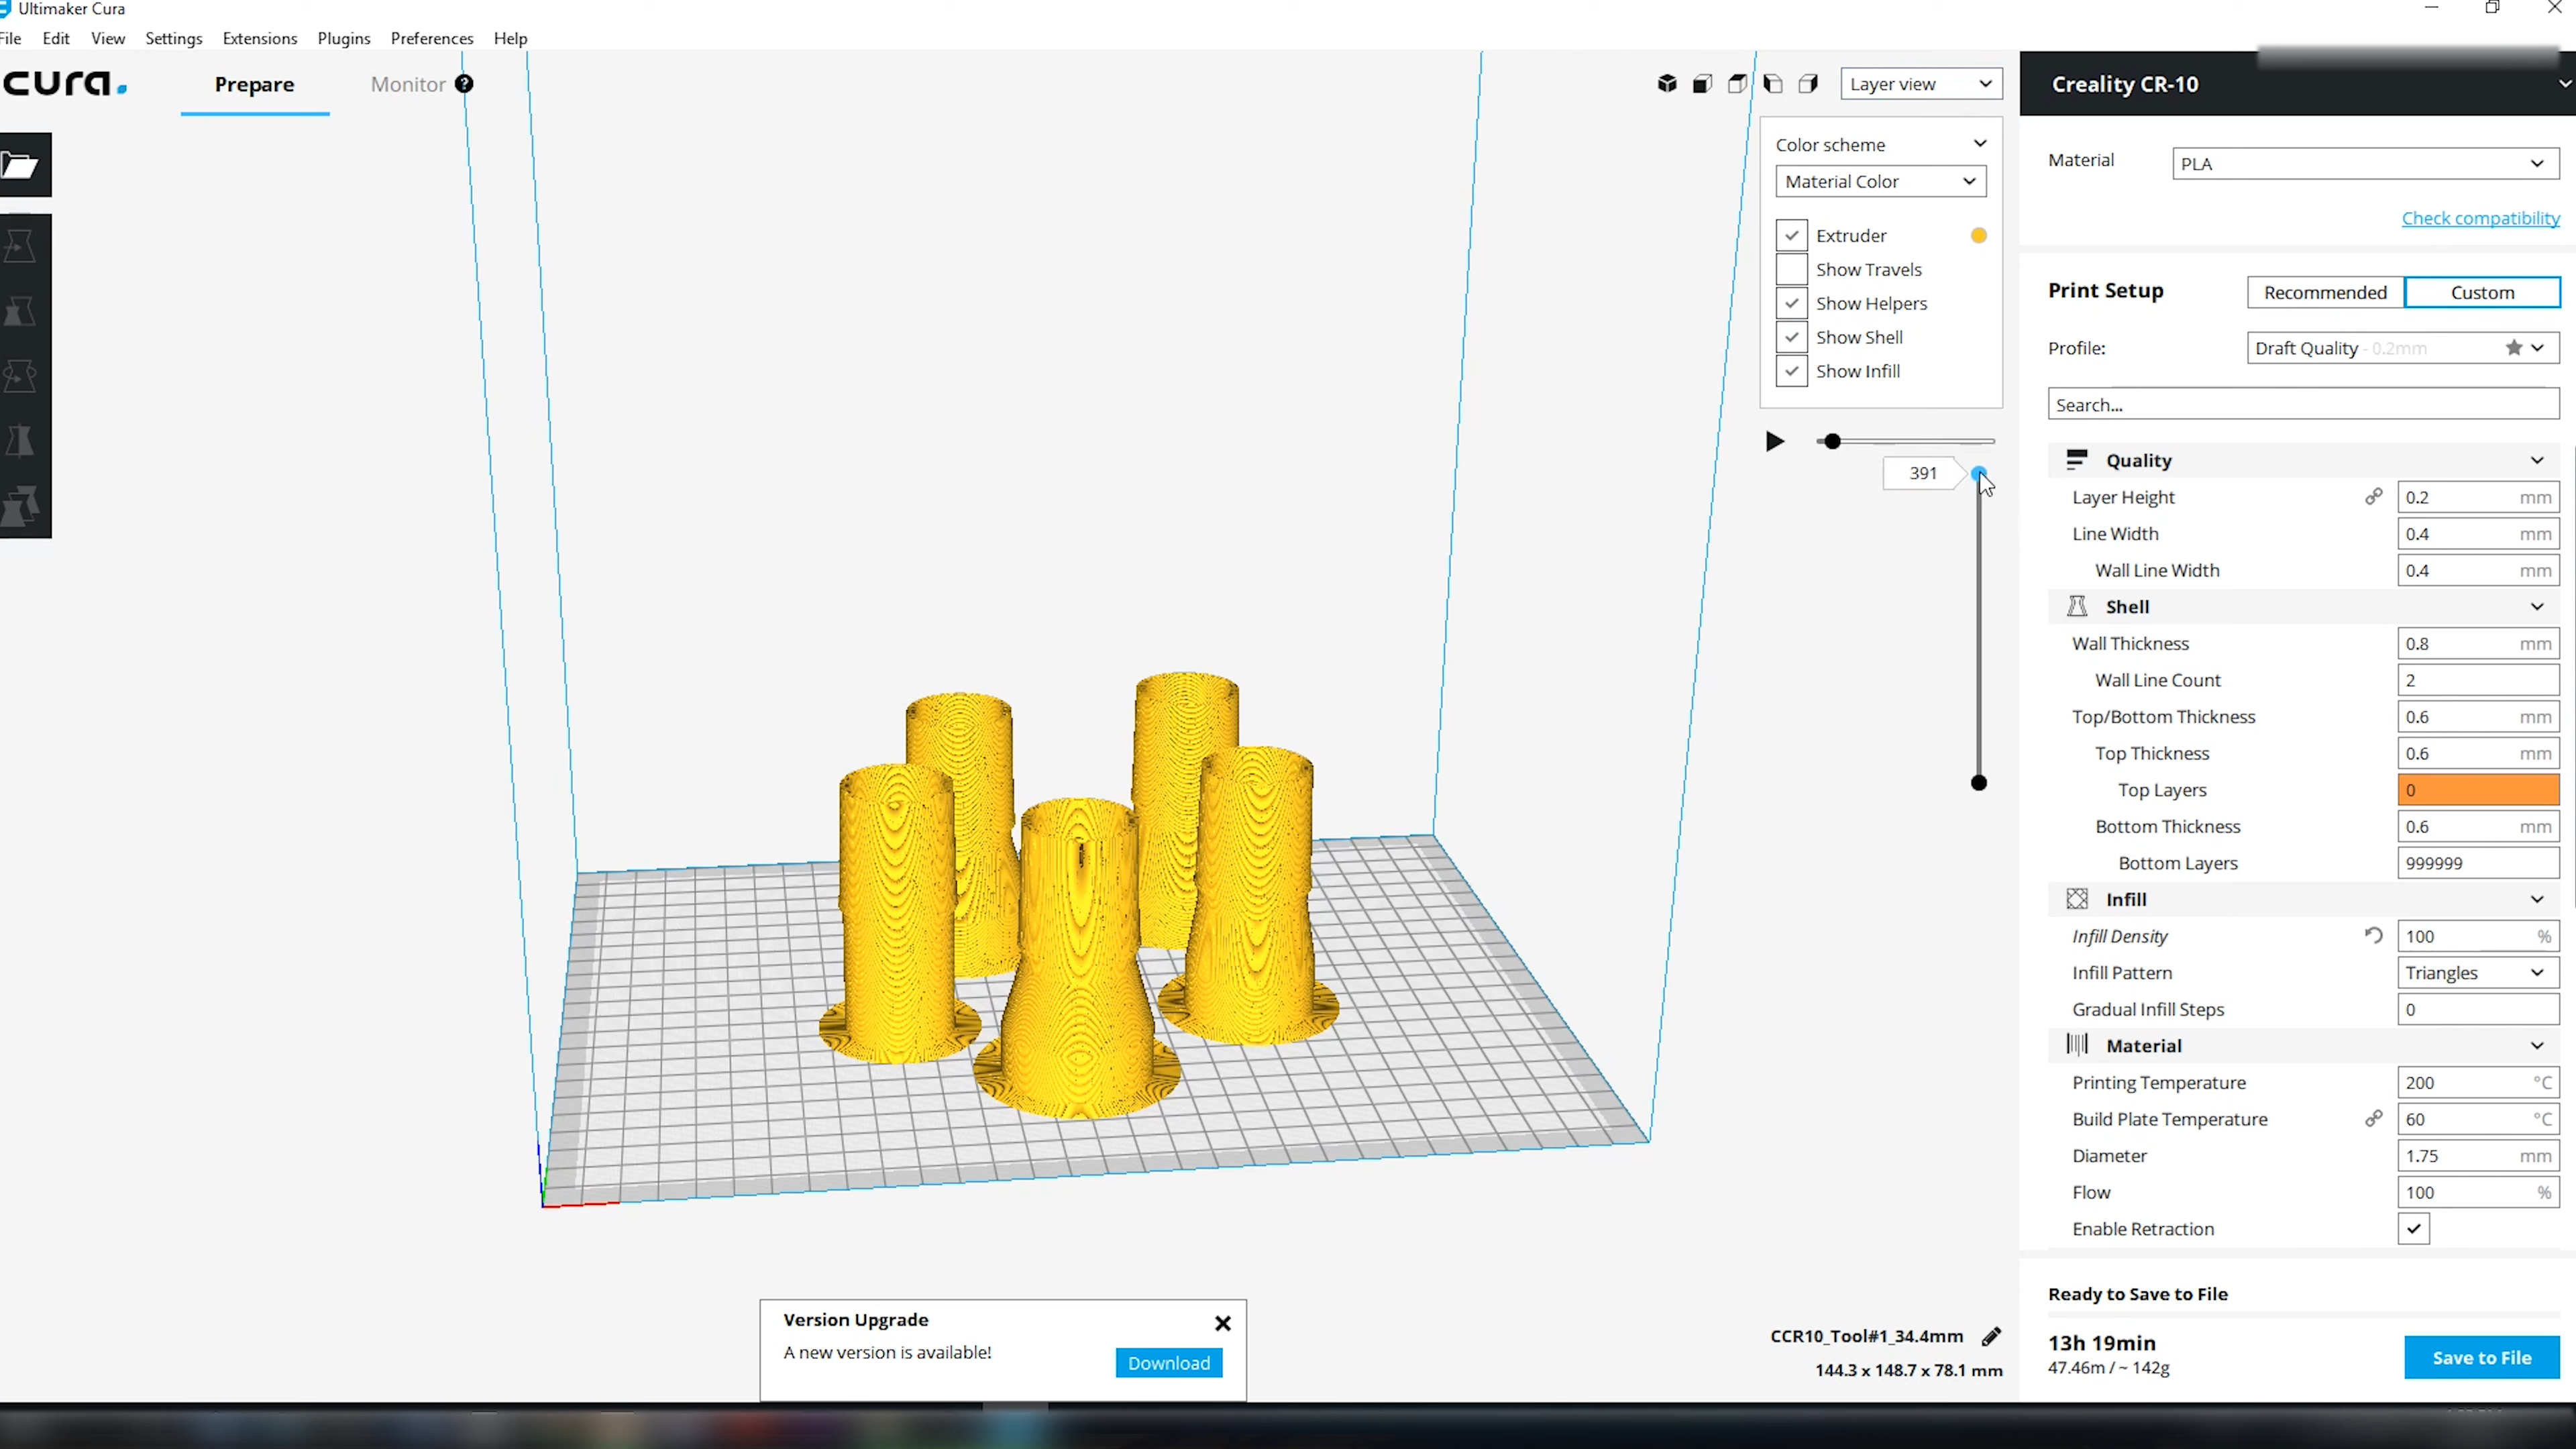 Ultimaker Cura
File Edit View Settings Extensions Plugins Preferences Help
cura. Prepare Monitor ?
Layer view
Color scheme
Material Color
Extruder
Show Travels
Show Helpers
Show Shell
Show Infill
391
Creality CR-10
Material PLA
Check compatibility
Print Setup Recommended Custom
Profile: Draft Quality - 0.2mm
Search...
Quality
Layer Height 0.2 mm
Line Width 0.4 mm
Wall Line Width 0.4 mm
Shell
Wall Thickness 0.8 mm
Wall Line Count 2
Top/Bottom Thickness 0.6 mm
Top Thickness 0.6 mm
Top Layers 0
Bottom Thickness 0.6 mm
Bottom Layers 999999
Infill
Infill Density 100 %
Infill Pattern Triangles
Gradual Infill Steps 0
Material
Printing Temperature 200 °C
Build Plate Temperature 60 °C
Diameter 1.75 mm
Flow 100 %
Enable Retraction
Ready to Save to File
13h 19min
47.46m / ~ 142g
Save to File
Version Upgrade
A new version is available!
Download
CCR10_Tool#1_34.4mm
144.3 x 148.7 x 78.1 mm